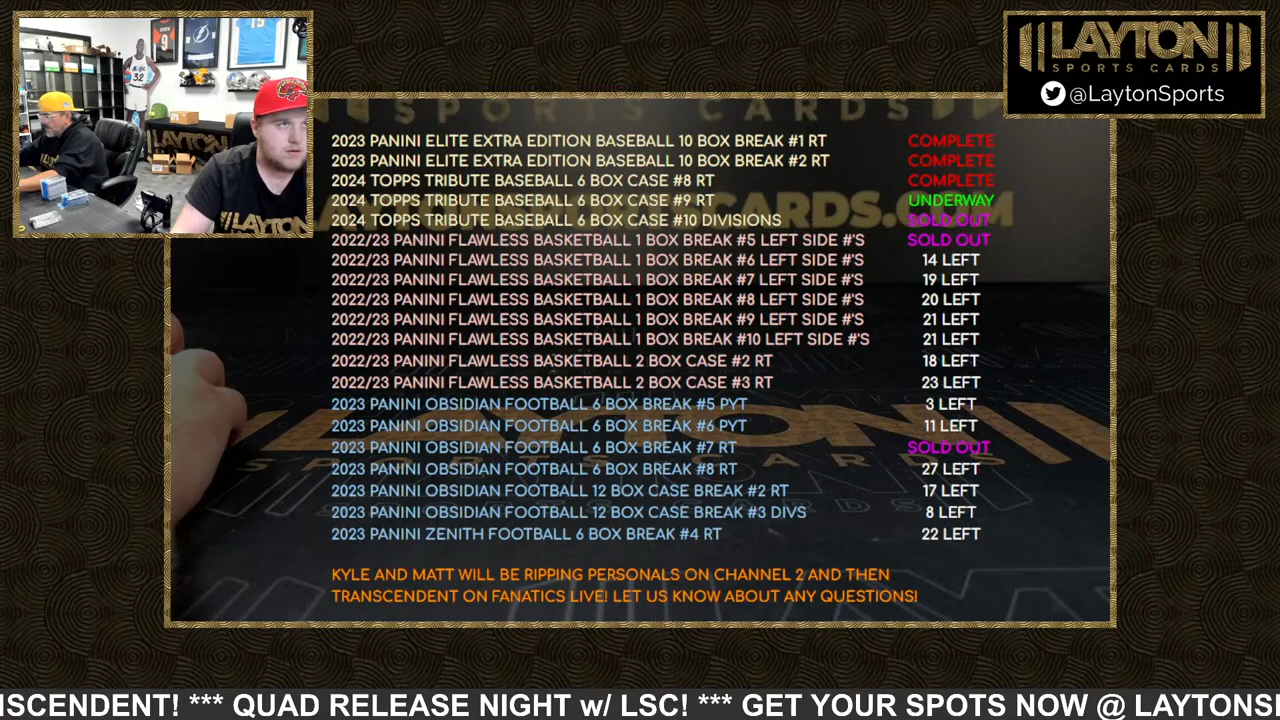 LAYTON
SPORTS CARDS
@LaytonSports
9
15
32
LAYTON
SPORTS CARDS
2023 PANINI ELITE EXTRA EDITION BASEBALL 10 BOX BREAK #1 RT COMPLETE
2023 PANINI ELITE EXTRA EDITION BASEBALL 10 BOX BREAK #2 RT COMPLETE
2024 TOPPS TRIBUTE BASEBALL 6 BOX CASE #8 RT COMPLETE
2024 TOPPS TRIBUTE BASEBALL 6 BOX CASE #9 RT UNDERWAY
2024 TOPPS TRIBUTE BASEBALL 6 BOX CASE #10 DIVISIONS SOLD OUT
2022/23 PANINI FLAWLESS BASKETBALL 1 BOX BREAK #5 LEFT SIDE #'S SOLD OUT
2022/23 PANINI FLAWLESS BASKETBALL 1 BOX BREAK #6 LEFT SIDE #'S 14 LEFT
2022/23 PANINI FLAWLESS BASKETBALL 1 BOX BREAK #7 LEFT SIDE #'S 19 LEFT
2022/23 PANINI FLAWLESS BASKETBALL 1 BOX BREAK #8 LEFT SIDE #'S 20 LEFT
2022/23 PANINI FLAWLESS BASKETBALL 1 BOX BREAK #9 LEFT SIDE #'S 21 LEFT
2022/23 PANINI FLAWLESS BASKETBALL 1 BOX BREAK #10 LEFT SIDE #'S 21 LEFT
2022/23 PANINI FLAWLESS BASKETBALL 2 BOX CASE #2 RT 18 LEFT
2022/23 PANINI FLAWLESS BASKETBALL 2 BOX CASE #3 RT 23 LEFT
2023 PANINI OBSIDIAN FOOTBALL 6 BOX BREAK #5 PYT 3 LEFT
2023 PANINI OBSIDIAN FOOTBALL 6 BOX BREAK #6 PYT 11 LEFT
2023 PANINI OBSIDIAN FOOTBALL 6 BOX BREAK #7 RT SOLD OUT
2023 PANINI OBSIDIAN FOOTBALL 6 BOX BREAK #8 RT 27 LEFT
2023 PANINI OBSIDIAN FOOTBALL 12 BOX CASE BREAK #2 RT 17 LEFT
2023 PANINI OBSIDIAN FOOTBALL 12 BOX CASE BREAK #3 DIVS 8 LEFT
2023 PANINI ZENITH FOOTBALL 6 BOX BREAK #4 RT 22 LEFT
KYLE AND MATT WILL BE RIPPING PERSONALS ON CHANNEL 2 AND THEN
TRANSCENDENT ON FANATICS LIVE! LET US KNOW ABOUT ANY QUESTIONS!
NSCENDENT! *** QUAD RELEASE NIGHT w/ LSC! *** GET YOUR SPOTS NOW @ LAYTONS